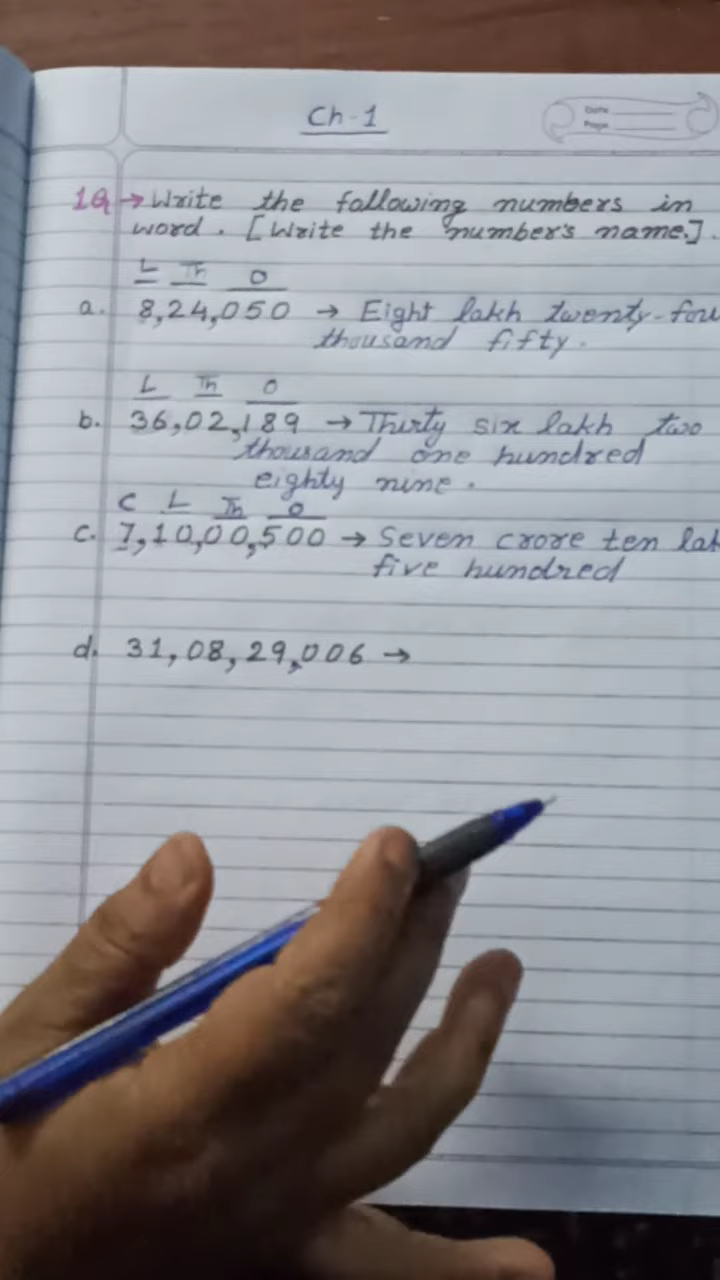 Ch-1
Date
Page
1Q → Write the following numbers in
word. [Write the number's name.].
L Th O
a. 8,24,050 → Eight lakh twenty-fou
thousand fifty.
L Th O
b. 36,02,189 → Thirty six lakh two
thousand one hundred
eighty nine.
C L Th O
c. 7,10,00,500 → Seven crore ten lak
five hundred
d. 31,08,29,006 →